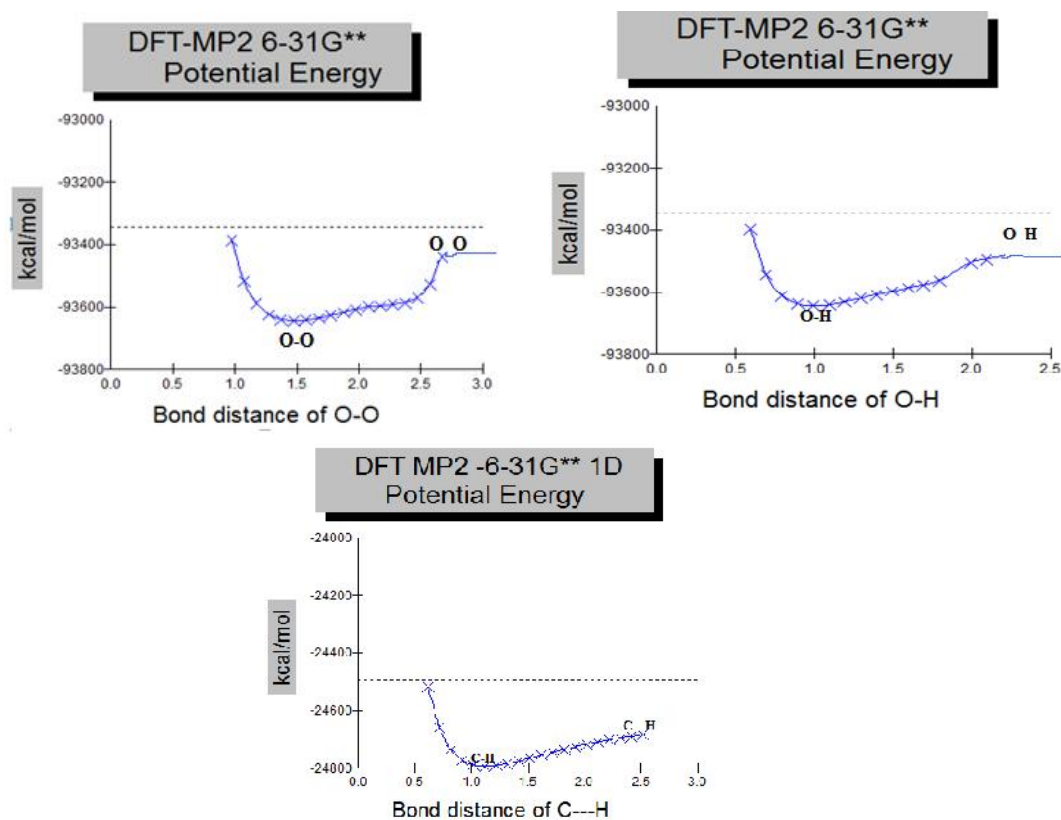 DFT-MP2 6-31G**
Potential Energy
-93000
-93200
-93400
-93600
-93800
kcal/mol
O O
O-O
0.0 0.5 1.0 1.5 2.0 2.5 3.0
Bond distance of O-O
DFT-MP2 6-31G**
Potential Energy
-93000
-93200
-93400
-93600
-93800
kcal/mol
O H
O-H
0.0 0.5 1.0 1.5 2.0 2.5
Bond distance of O-H
DFT MP2 -6-31G** 1D
Potential Energy
-24000
-24200
-24400
-24600
-24800
kcal/mol
C H
C-H
0.0 0.5 1.0 1.5 2.0 2.5 3.0
Bond distance of C---H